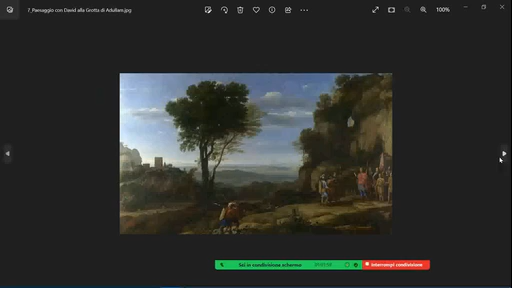 7_Paesaggio con David alla Grotta di Adullam.jpg
100%
Sei in condivisione schermo
Interrompi condivisione